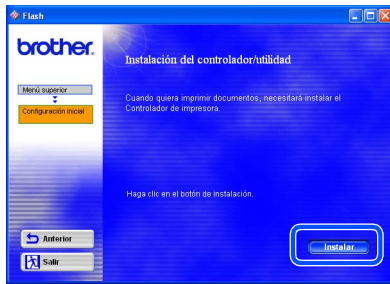 Flash
brother.
Instalación del controlador/utilidad
Menú superior
Configuración inicial
Cuando quiera imprimir documentos, necesitará instalar el
Controlador de impresora.
Haga clic en el botón de instalación.
Anterior
Salir
Instalar